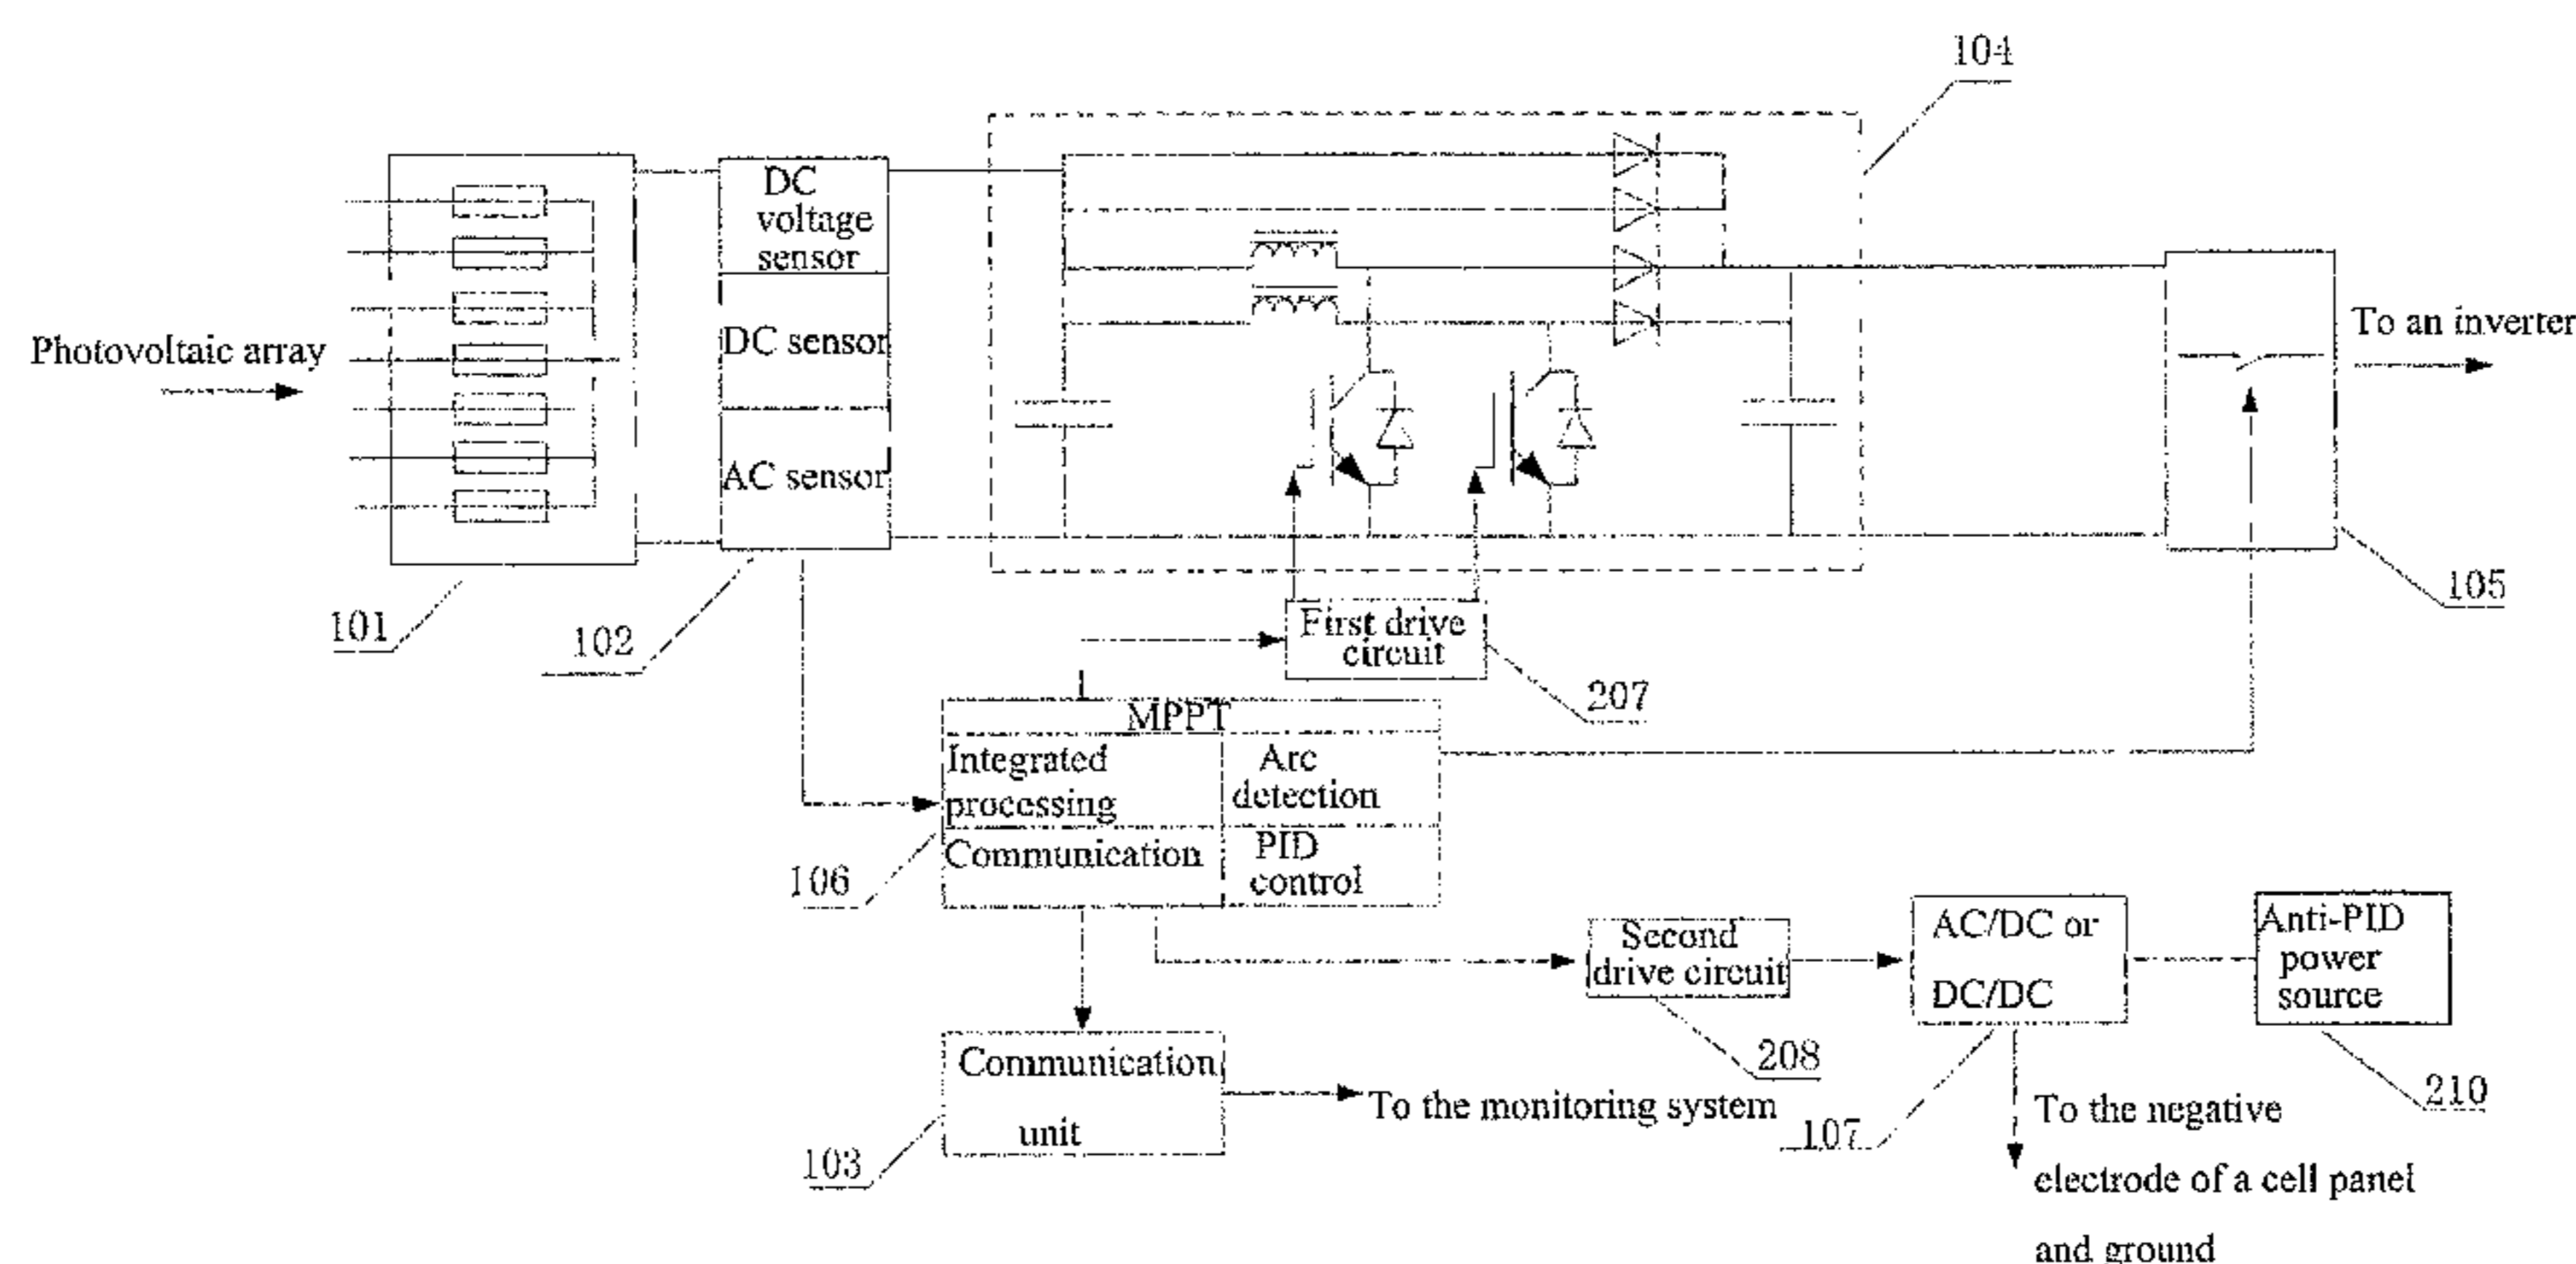 104
DC
voltage
sensor
DC sensor
AC sensor
Photovoltaic array
To an inverter
101
102
105
First drive
circuit
207
MPPT
Integrated
processing
Arc
detection
Communication
PID
control
106
Second
drive circuit
208
AC/DC or
DC/DC
107
Anti-PID
power
source
210
Communication
unit
103
To the monitoring system
To the negative
electrode of a cell panel
and ground